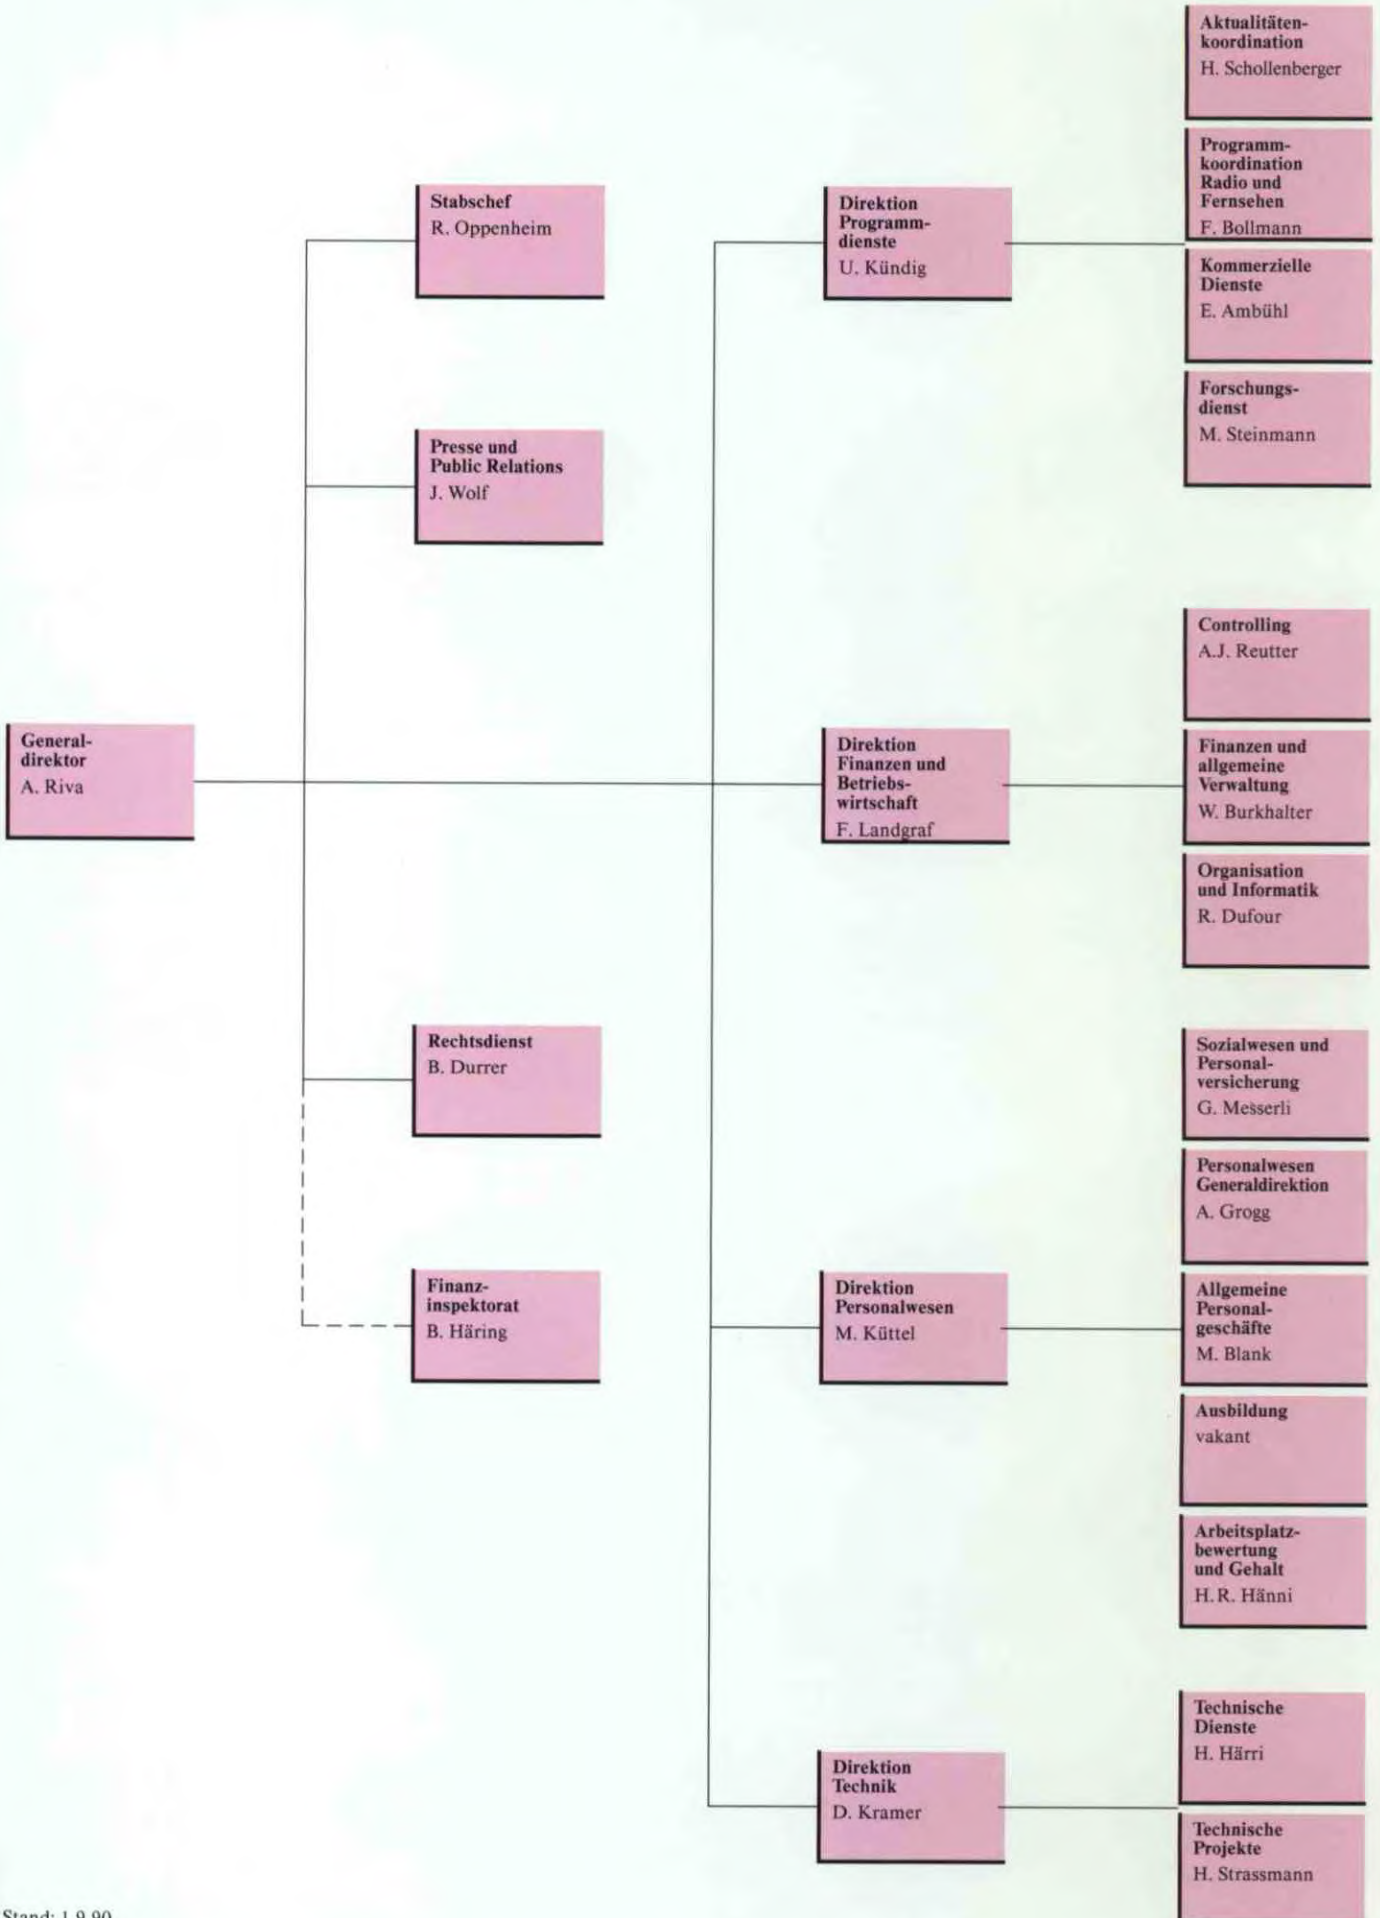 General-
direktor
A. Riva
Stabschef
R. Oppenheim
Presse und
Public Relations
J. Wolf
Rechtsdienst
B. Durrer
Finanz-
inspektorat
B. Häring
Direktion
Programm-
dienste
U. Kündig
Aktualitäten-
koordination
H. Schollenberger
Programm-
koordination
Radio und
Fernsehen
F. Bollmann
Kommerzielle
Dienste
E. Ambühl
Forschungs-
dienst
M. Steinmann
Direktion
Finanzen und
Betriebs-
wirtschaft
F. Landgraf
Controlling
A.J. Reutter
Finanzen und
allgemeine
Verwaltung
W. Burkhalter
Organisation
und Informatik
R. Dufour
Direktion
Personalwesen
M. Küttel
Sozialwesen und
Personal-
versicherung
G. Messerli
Personalwesen
Generaldirektion
A. Grogg
Allgemeine
Personal-
geschäfte
M. Blank
Ausbildung
vakant
Arbeitsplatz-
bewertung
und Gehalt
H.R. Hänni
Direktion
Technik
D. Kramer
Technische
Dienste
H. Härri
Technische
Projekte
H. Strassmann
Stand: 1.9.90